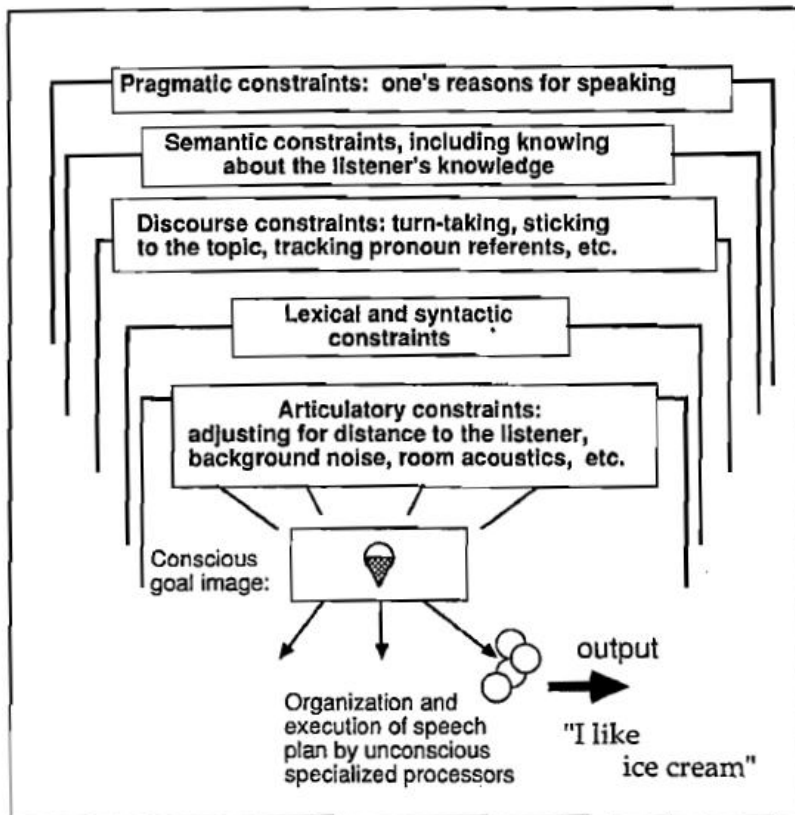 Pragmatic constraints: one's reasons for speaking
Semantic constraints, including knowing
about the listener's knowledge
Discourse constraints: turn-taking, sticking
to the topic, tracking pronoun referents, etc.
Lexical and syntactic
constraints
Articulatory constraints:
adjusting for distance to the listener,
background noise, room acoustics, etc.
Conscious
goal image:
output
Organization and
execution of speech
plan by unconscious
specialized processors
"I like
ice cream"